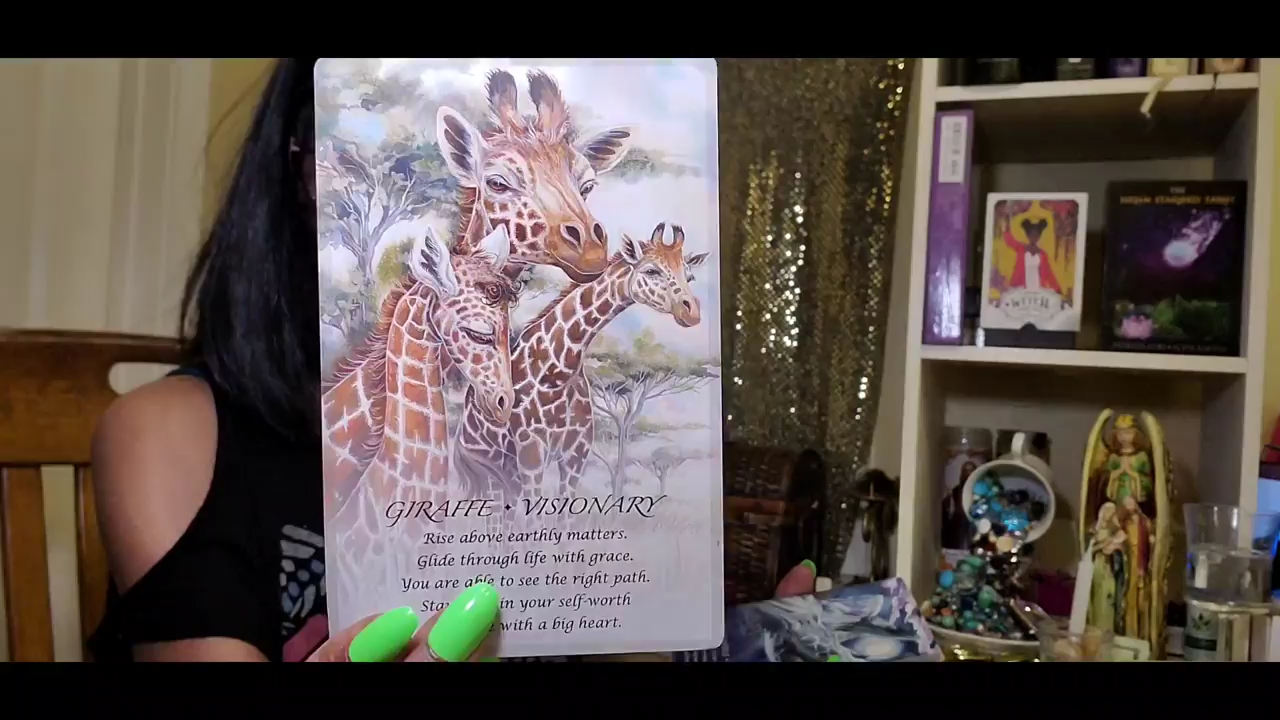 GIRAFFE • VISIONARY
Rise above earthly matters.
Glide through life with grace.
You are able to see the right path.
in your self-worth
with a big heart.
THE
WITCH